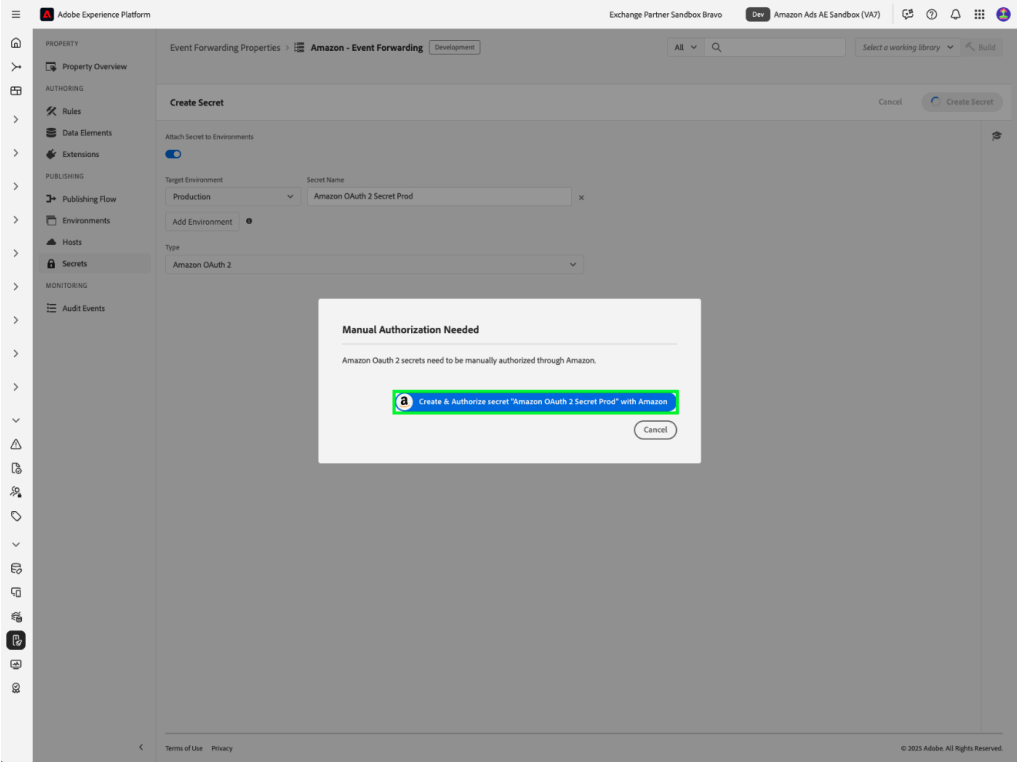 Adobe Experience Platform
Exchange Partner Sandbox Bravo
Dev
Amazon Ads AE Sandbox (VA7)
PROPERTY
Property Overview
AUTHORING
Rules
Data Elements
Extensions
PUBLISHING
Publishing Flow
Environments
Hosts
Secrets
MONITORING
Audit Events
Event Forwarding Properties > Amazon - Event Forwarding Development
All
Select a working library
Build
Create Secret
Cancel
Create Secret
Attach Secret to Environments
Target Environment
Secret Name
Production
Amazon OAuth 2 Secret Prod
Add Environment
Type
Amazon OAuth 2
Manual Authorization Needed
Amazon Oauth 2 secrets need to be manually authorized through Amazon.
a Create & Authorize secret "Amazon OAuth 2 Secret Prod" with Amazon
Cancel
Terms of Use Privacy
© 2025 Adobe. All Rights Reserved.